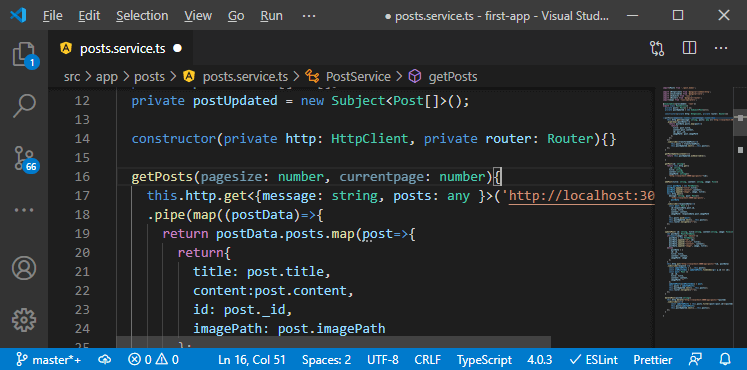 File Edit Selection View Go Run ... ● posts.service.ts - first-app - Visual Stud...
posts.service.ts ●
src > app > posts > posts.service.ts > PostService > getPosts
12 private postUpdated = new Subject<Post[]>();
13
14 constructor(private http: HttpClient, private router: Router){}
15
16 getPosts(pagesize: number, currentpage: number){
17 this.http.get<{message: string, posts: any }>('http://localhost:30
18 .pipe(map((postData)=>{
19 return postData.posts.map(post=>{
20 return{
21 title: post.title,
22 content:post.content,
23 id: post._id,
24 imagePath: post.imagePath
1
66
master*+ 0 0 Ln 16, Col 51 Spaces: 2 UTF-8 CRLF TypeScript 4.0.3 ESLint Prettier